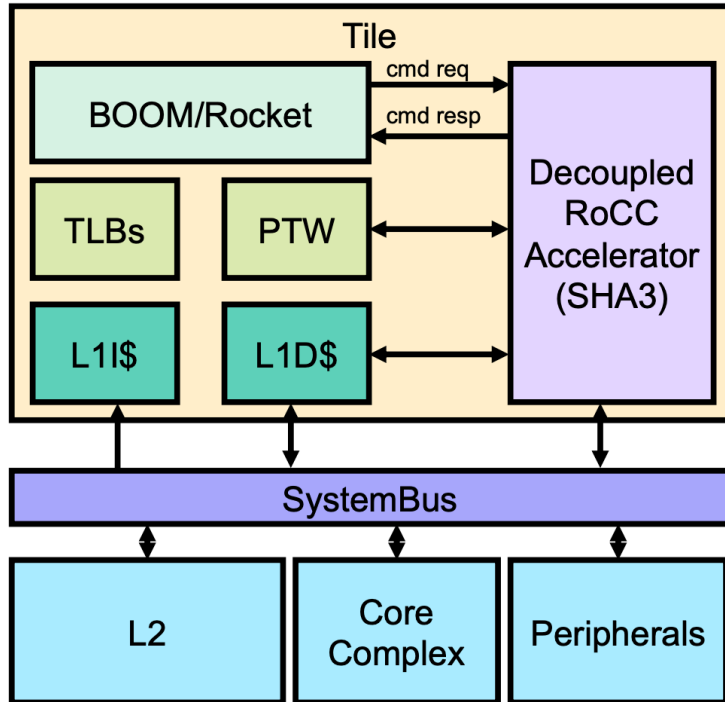 Tile
BOOM/Rocket
cmd req
cmd resp
Decoupled
RoCC
Accelerator
(SHA3)
TLBs
PTW
L1I$
L1D$
SystemBus
L2
Core
Complex
Peripherals